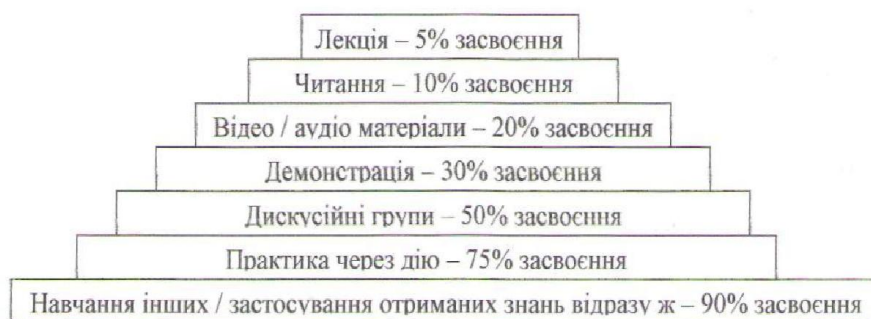 Лекція – 5% засвоєння
Читання – 10% засвоєння
Відео / аудіо матеріали – 20% засвоєння
Демонстрація – 30% засвоєння
Дискусійні групи – 50% засвоєння
Практика через дію – 75% засвоєння
Навчання інших / застосування отриманих знань відразу ж – 90% засвоєння